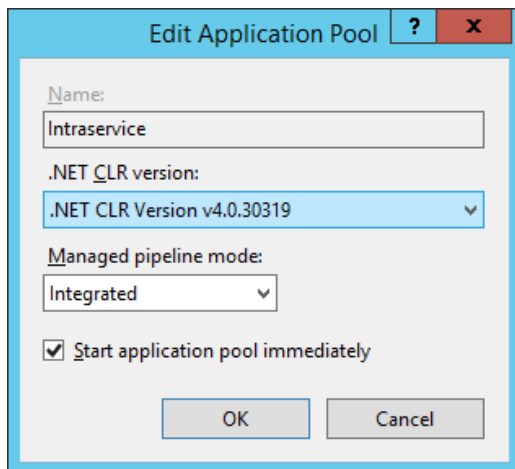 Edit Application Pool ? x
Name:
Intraservice
.NET CLR version:
.NET CLR Version v4.0.30319
Managed pipeline mode:
Integrated
Start application pool immediately
OK Cancel